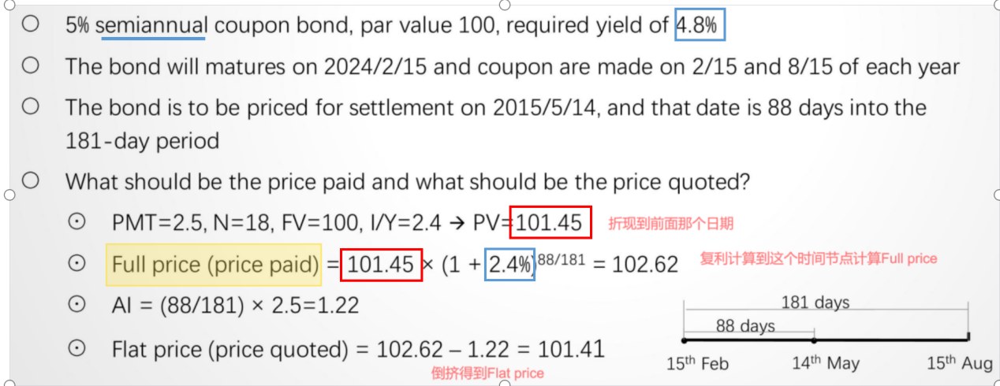 5% semiannual coupon bond, par value 100, required yield of 4.8%
The bond will matures on 2024/2/15 and coupon are made on 2/15 and 8/15 of each year
The bond is to be priced for settlement on 2015/5/14, and that date is 88 days into the
181-day period
What should be the price paid and what should be the price quoted?
PMT=2.5, N=18, FV=100, I/Y=2.4 → PV=101.45 折现到前面那个日期
Full price (price paid) = 101.45 × (1 + 2.4%)^88/181 = 102.62 复利计算到这个时间节点计算Full price
AI = (88/181) × 2.5=1.22
Flat price (price quoted) = 102.62 – 1.22 = 101.41
倒挤得到Flat price
181 days
88 days
15th Feb 14th May 15th Aug